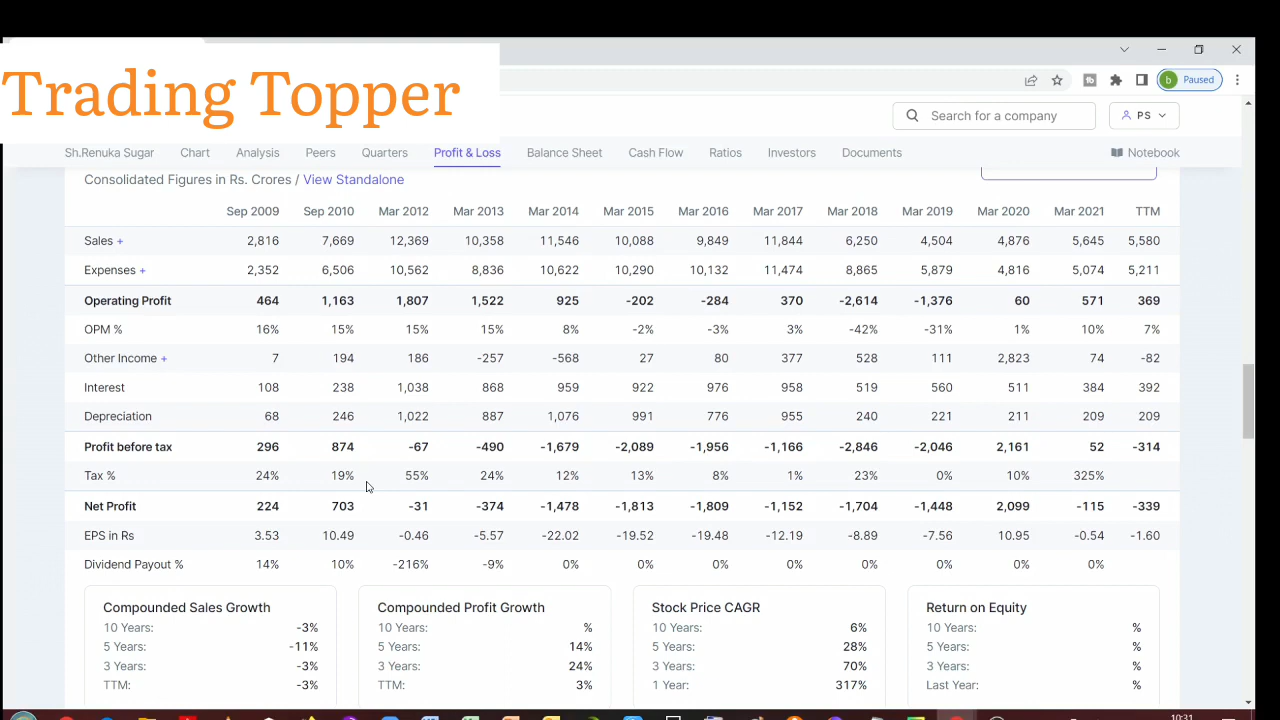 Trading Topper
b Paused
Search for a company
PS
Sh.Renuka Sugar Chart Analysis Peers Quarters Profit & Loss Balance Sheet Cash Flow Ratios Investors Documents Notebook
Consolidated Figures in Rs. Crores / View Standalone
Sep 2009 Sep 2010 Mar 2012 Mar 2013 Mar 2014 Mar 2015 Mar 2016 Mar 2017 Mar 2018 Mar 2019 Mar 2020 Mar 2021 TTM
Sales + 2,816 7,669 12,369 10,358 11,546 10,088 9,849 11,844 6,250 4,504 4,876 5,645 5,580
Expenses + 2,352 6,506 10,562 8,836 10,622 10,290 10,132 11,474 8,865 5,879 4,816 5,074 5,211
Operating Profit 464 1,163 1,807 1,522 925 -202 -284 370 -2,614 -1,376 60 571 369
OPM % 16% 15% 15% 15% 8% -2% -3% 3% -42% -31% 1% 10% 7%
Other Income + 7 194 186 -257 -568 27 80 377 528 111 2,823 74 -82
Interest 108 238 1,038 868 959 922 976 958 519 560 511 384 392
Depreciation 68 246 1,022 887 1,076 991 776 955 240 221 211 209 209
Profit before tax 296 874 -67 -490 -1,679 -2,089 -1,956 -1,166 -2,846 -2,046 2,161 52 -314
Tax % 24% 19% 55% 24% 12% 13% 8% 1% 23% 0% 10% 325%
Net Profit 224 703 -31 -374 -1,478 -1,813 -1,809 -1,152 -1,704 -1,448 2,099 -115 -339
EPS in Rs 3.53 10.49 -0.46 -5.57 -22.02 -19.52 -19.48 -12.19 -8.89 -7.56 10.95 -0.54 -1.60
Dividend Payout % 14% 10% -216% -9% 0% 0% 0% 0% 0% 0% 0% 0%
Compounded Sales Growth
10 Years: -3%
5 Years: -11%
3 Years: -3%
TTM: -3%
Compounded Profit Growth
10 Years: %
5 Years: 14%
3 Years: 24%
TTM: 3%
Stock Price CAGR
10 Years: 6%
5 Years: 28%
3 Years: 70%
1 Year: 317%
Return on Equity
10 Years: %
5 Years: %
3 Years: %
Last Year: %
10:31